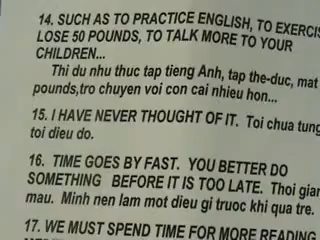 14. SUCH AS TO PRACTICE ENGLISH, TO EXERCIS
LOSE 50 POUNDS, TO TALK MORE TO YOUR
CHILDREN...
Thi du nhu thuc tap tieng Anh, tap the-duc, mat
pounds,tro chuyen voi con cai nhieu hon...
15. I HAVE NEVER THOUGHT OF IT. Toi chua tung
toi dieu do.
16. TIME GOES BY FAST. YOU BETTER DO
SOMETHING BEFORE IT IS TOO LATE. Thoi gian
mau. Minh nen lam mot dieu gi truoc khi qua tre.
17. WE MUST SPEND TIME FOR MORE READING